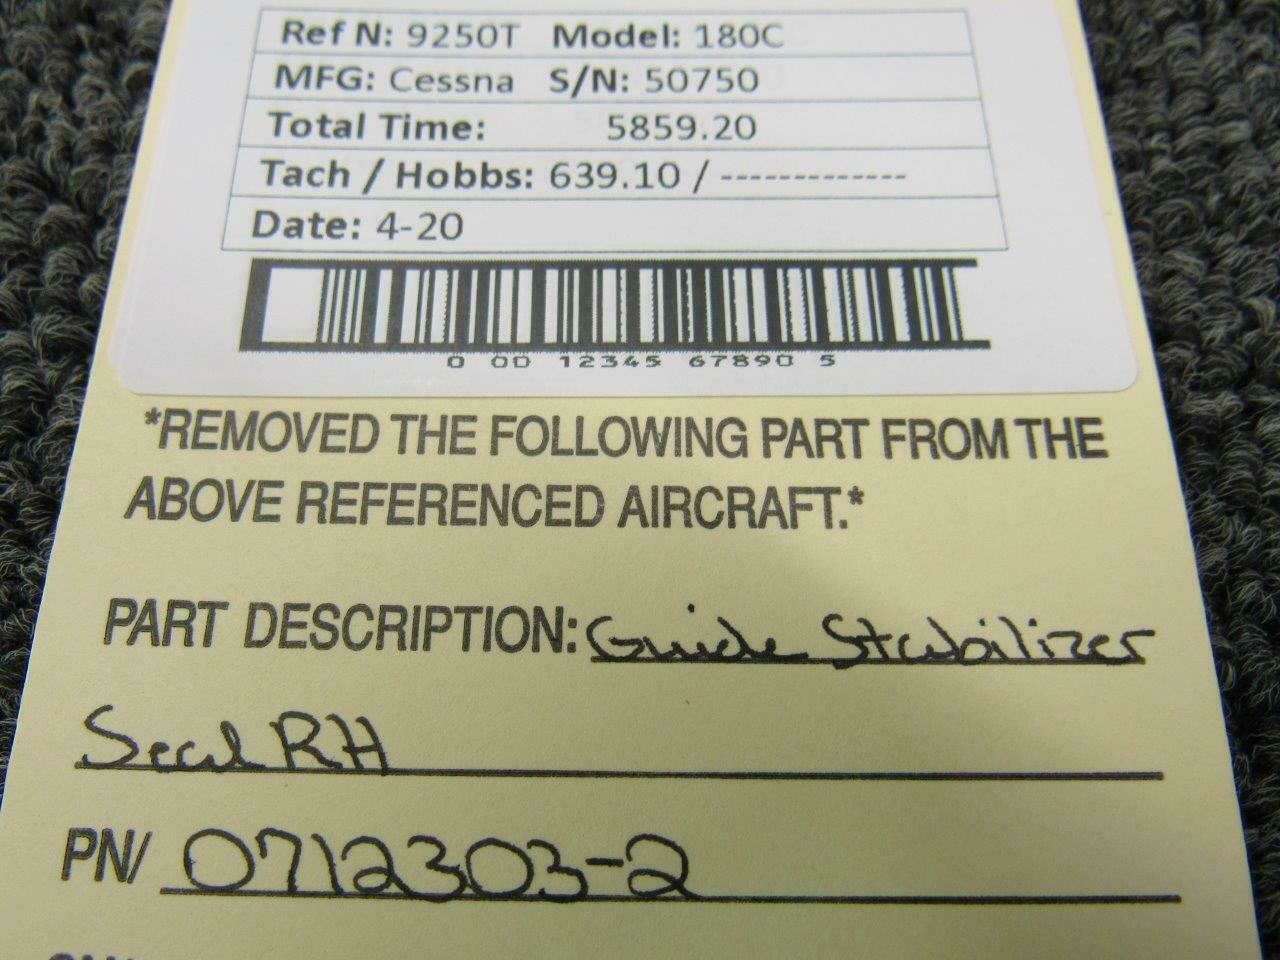 Ref N: 9250T Model: 180C
MFG: Cessna S/N: 50750
Total Time: 5859.20
Tach / Hobbs: 639.10 / -------------
Date: 4-20
0 00 12345 67890 5
*REMOVED THE FOLLOWING PART FROM THE
ABOVE REFERENCED AIRCRAFT.*
PART DESCRIPTION: Guide Stabilizer
Seal RH
PN/ 0712303-2